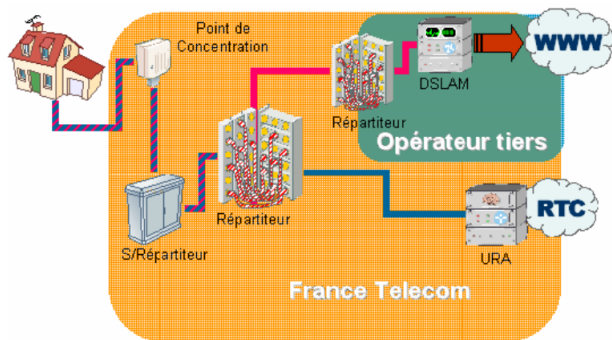 Point de
Concentration
WWW
DSLAM
Répartiteur
Opérateur tiers
Répartiteur
RTC
S/Répartiteur
URA
France Telecom